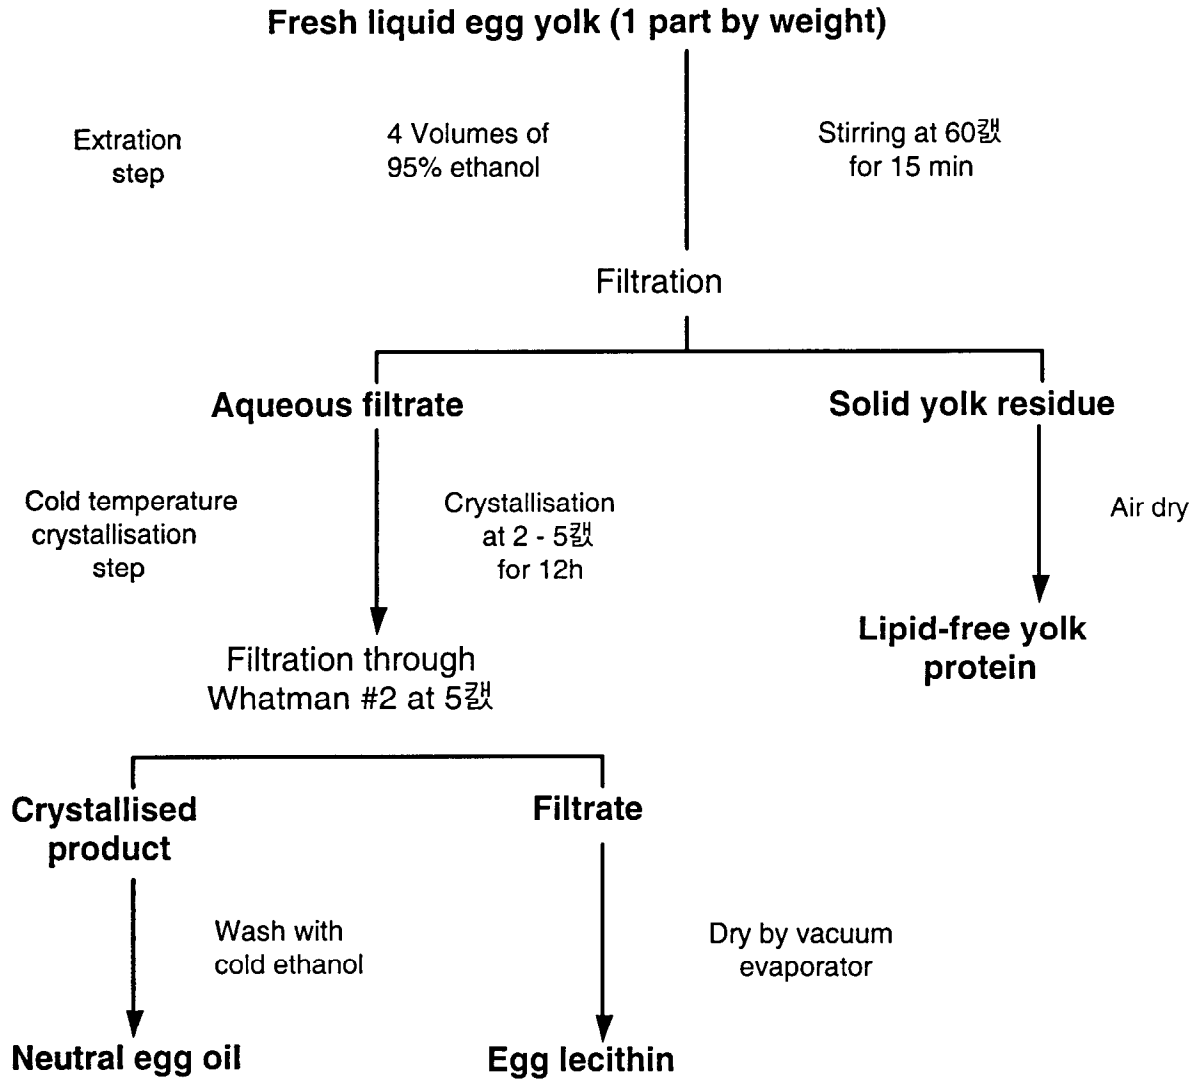 Fresh liquid egg yolk (1 part by weight)
Extration
step
4 Volumes of
95% ethanol
Stirring at 60캜
for 15 min
Filtration
Aqueous filtrate
Solid yolk residue
Cold temperature
crystallisation
step
Crystallisation
at 2 - 5캜
for 12h
Air dry
Filtration through
Whatman #2 at 5캜
Lipid-free yolk
protein
Crystallised
product
Filtrate
Wash with
cold ethanol
Dry by vacuum
evaporator
Neutral egg oil
Egg lecithin